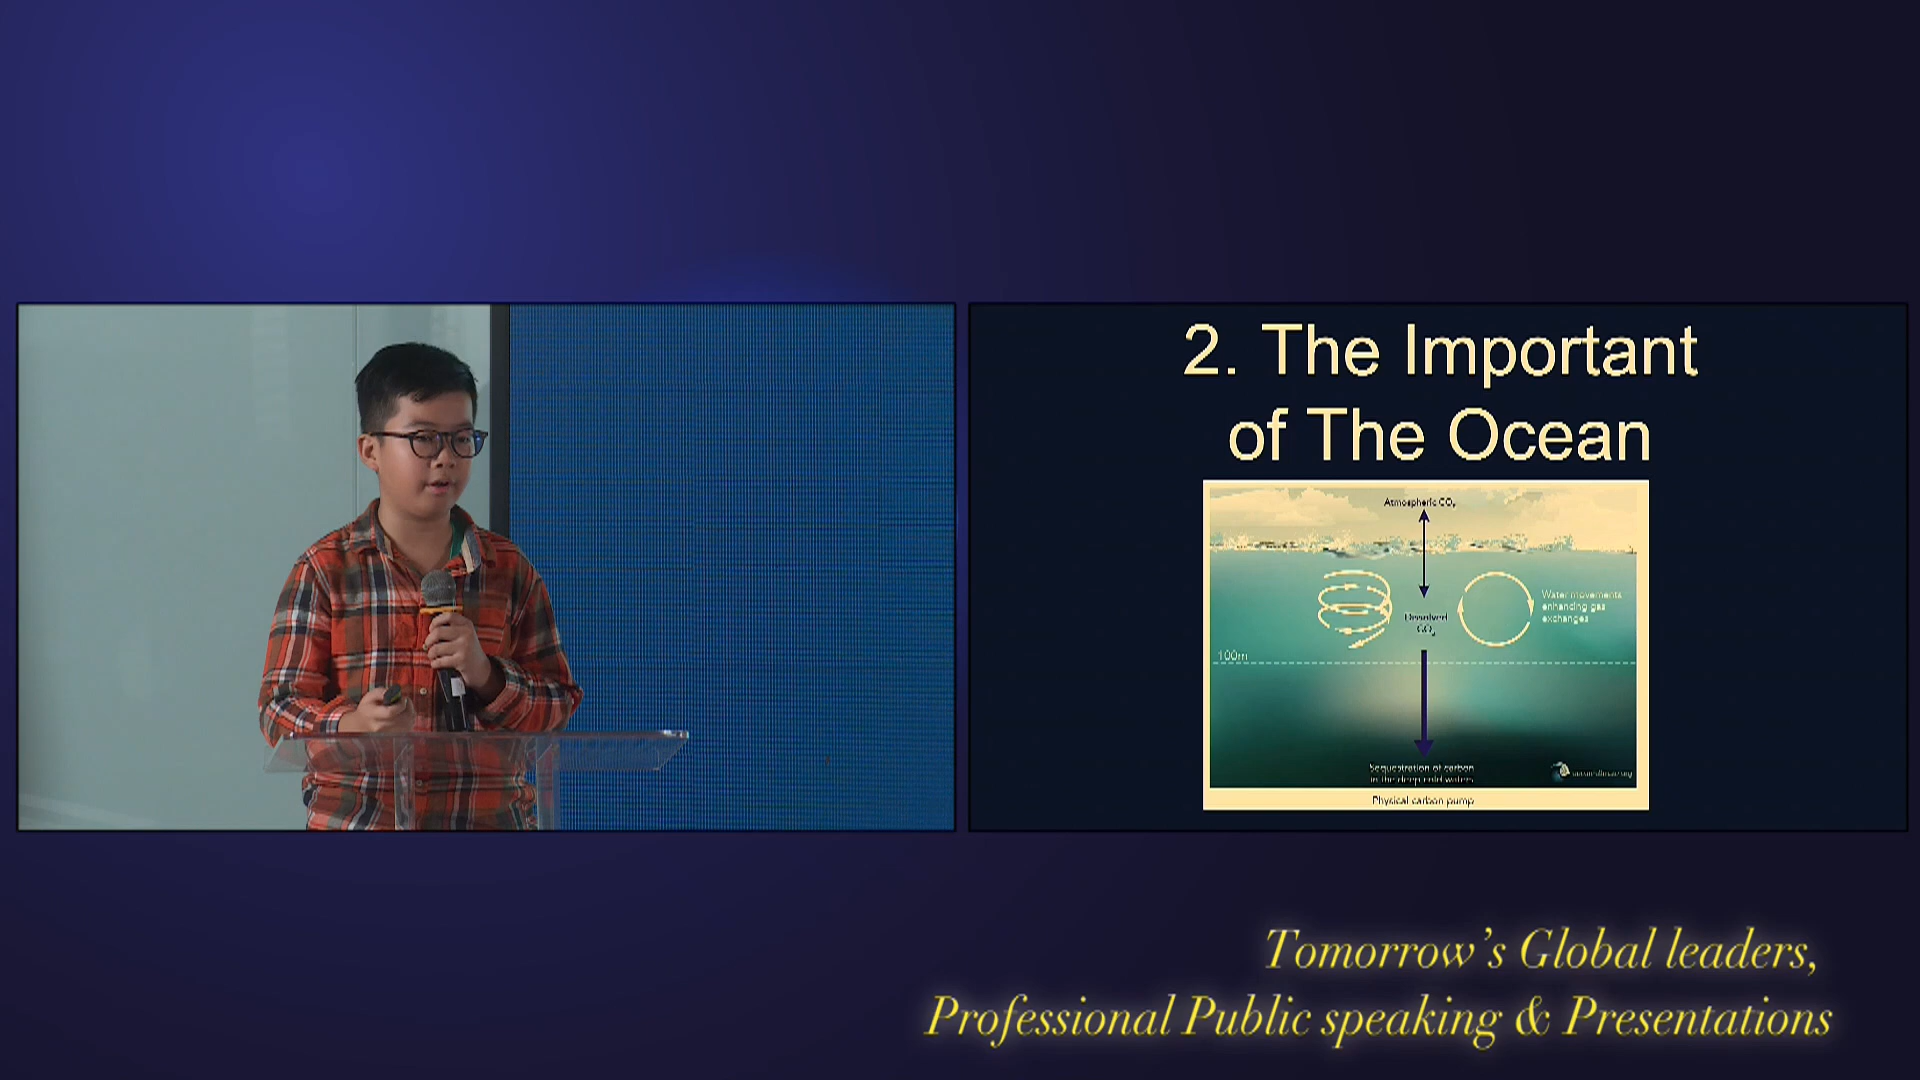 2. The Important
of The Ocean
Atmospheric CO₂
Water movements
enhancing gas
exchanges
Dissolved
CO₂
100m
Sequestration of carbon
in the deep cold waters
Physical carbon pump
Tomorrow's Global leaders,
Professional Public speaking & Presentations